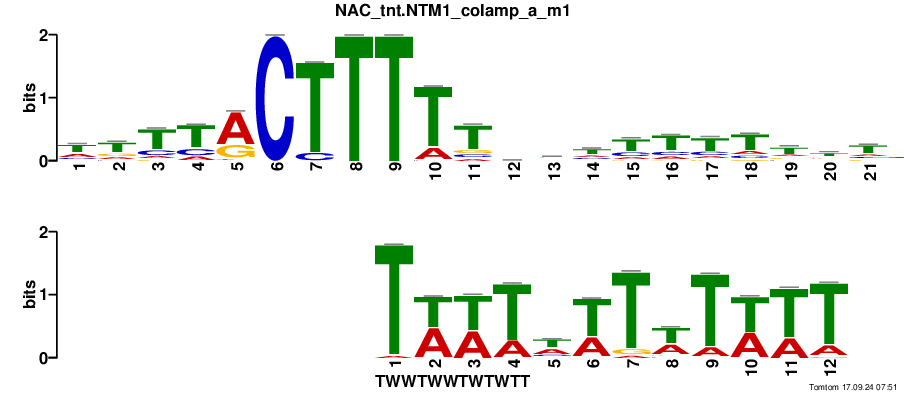 NAC_tnt.NTM1_colamp_a_m1
bits
2
1
0
1 2 3 4 5 6 7 8 9 10 11 12 13 14 15 16 17 18 19 20 21
bits
2
1
0
1 2 3 4 5 6 7 8 9 10 11 12
TWWTWWTWTWTT
Tomtom 17.09.24 07:51